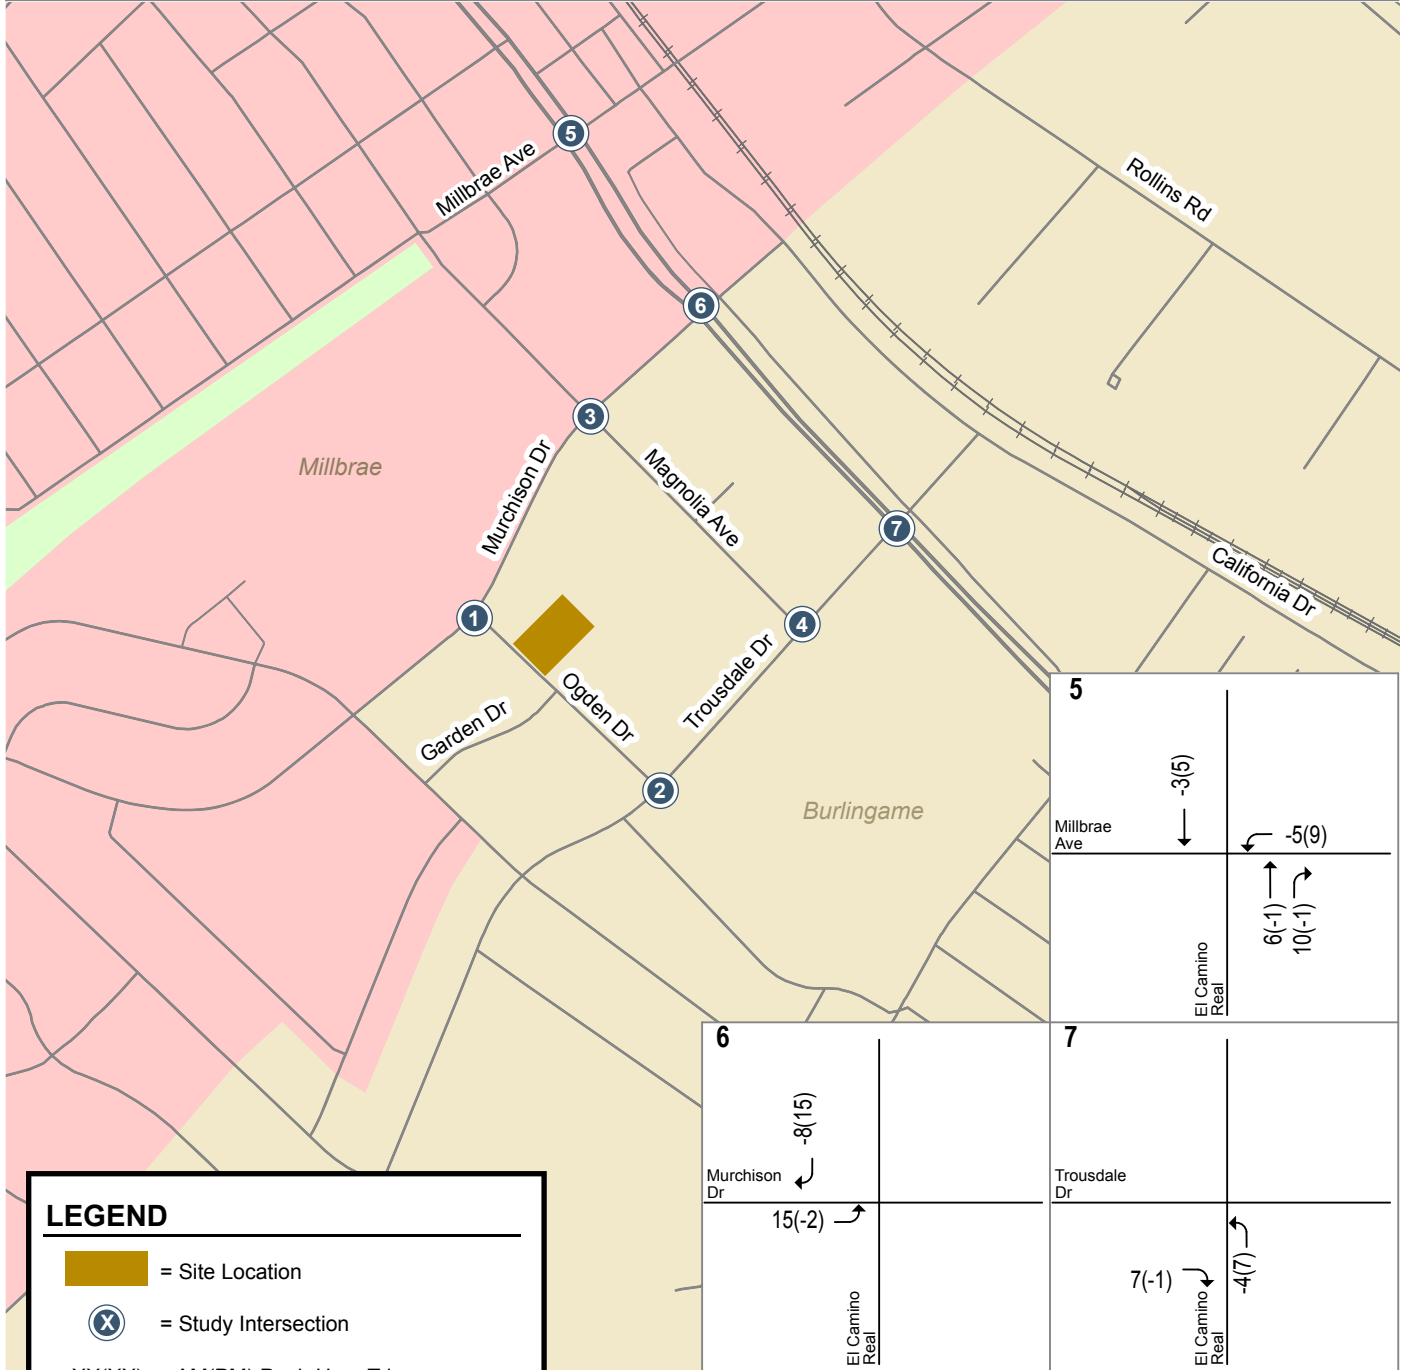 5
Millbrae Ave
Rollins Rd
6
3
Millbrae
Murchison Dr
Magnolia Ave
7
California Dr
1
4
Ogden Dr
Trousdale Dr
Garden Dr
2
Burlingame
5
-3(5)
Millbrae
Ave
-5(9)
6(-1)
10(-1)
El Camino
Real
6
-8(15)
Murchison
Dr
15(-2)
El Camino
Real
7
Trousdale
Dr
7(-1)
-4(7)
El Camino
Real
LEGEND
= Site Location
X
= Study Intersection